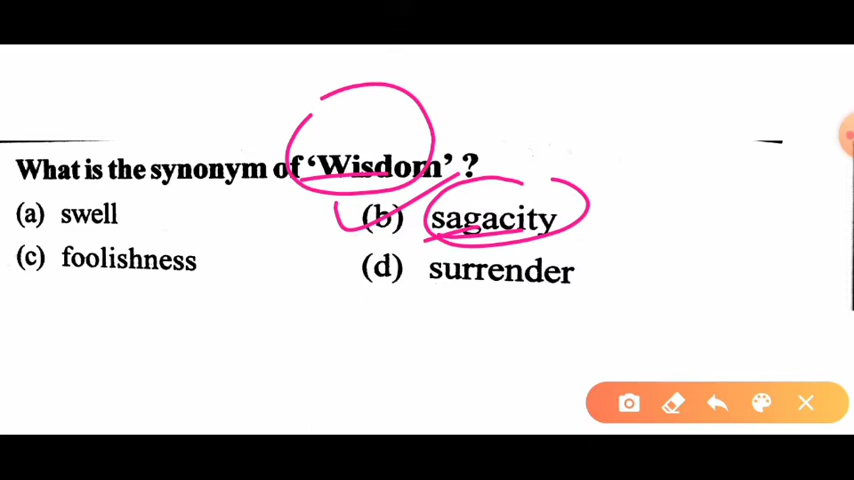 What is the synonym of ‘Wisdom’ ?
(a) swell (b) sagacity
(c) foolishness (d) surrender